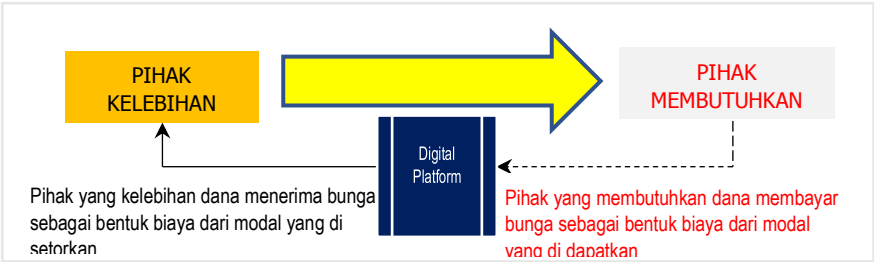 PIHAK
KELEBIHAN
PIHAK
MEMBUTUHKAN
Digital
Platform
Pihak yang kelebihan dana menerima bunga
sebagai bentuk biaya dari modal yang di
setorkan
Pihak yang membutuhkan dana membayar
bunga sebagai bentuk biaya dari modal
yang di dapatkan